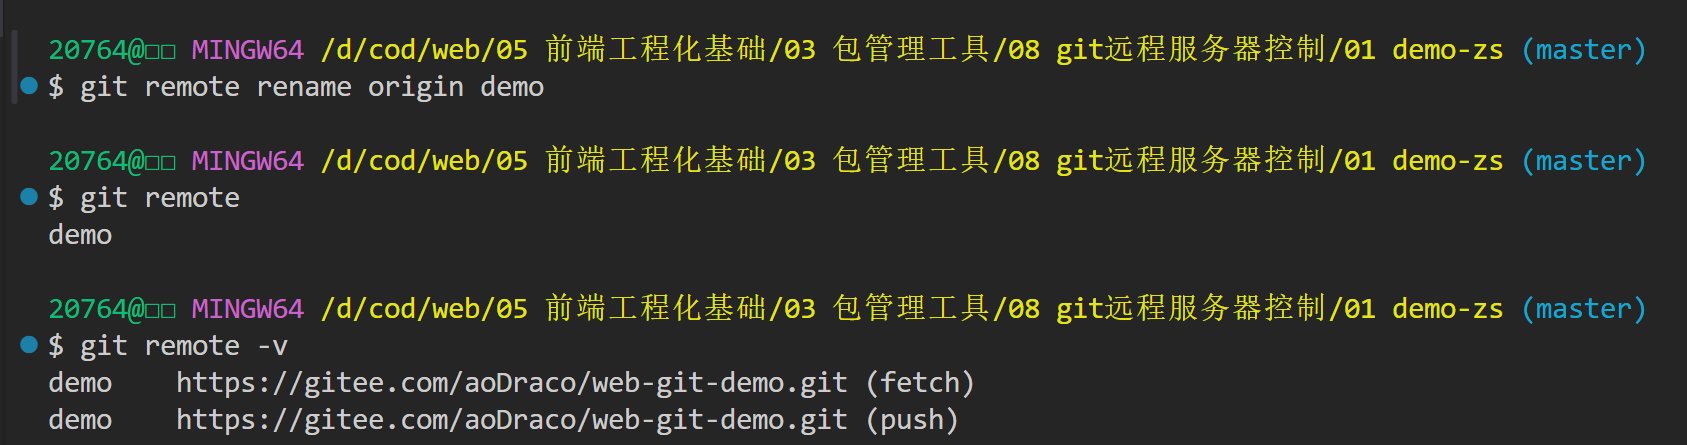 20764@□□ MINGW64 /d/cod/web/05 前端工程化基础/03 包管理工具/08 git远程服务器控制/01 demo-zs (master)
$ git remote rename origin demo
20764@□□ MINGW64 /d/cod/web/05 前端工程化基础/03 包管理工具/08 git远程服务器控制/01 demo-zs (master)
$ git remote
demo
20764@□□ MINGW64 /d/cod/web/05 前端工程化基础/03 包管理工具/08 git远程服务器控制/01 demo-zs (master)
$ git remote -v
demo    https://gitee.com/aoDraco/web-git-demo.git (fetch)
demo    https://gitee.com/aoDraco/web-git-demo.git (push)